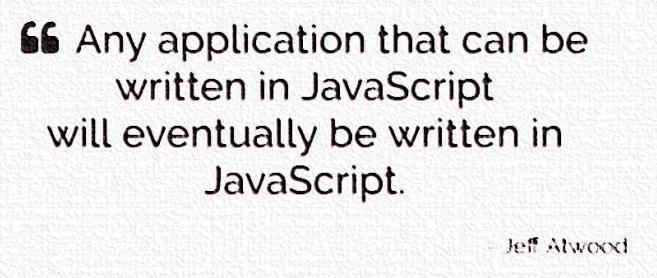 “ Any application that can be
written in JavaScript
will eventually be written in
JavaScript.
- Jeff Atwood